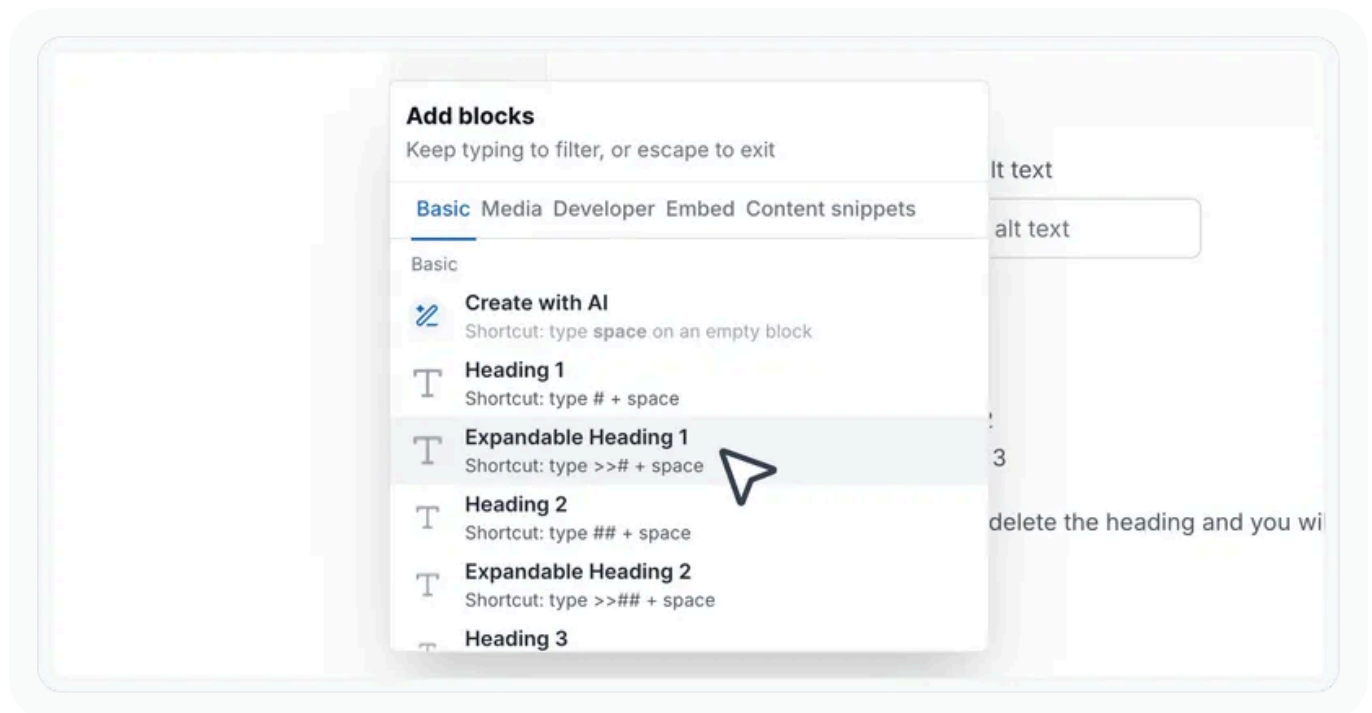 Add blocks
Keep typing to filter, or escape to exit
Basic Media Developer Embed Content snippets
Basic
Create with AI
Shortcut: type space on an empty block
Heading 1
Shortcut: type # + space
Expandable Heading 1
Shortcut: type >># + space
Heading 2
Shortcut: type ## + space
Expandable Heading 2
Shortcut: type >>## + space
Heading 3
lt text
alt text
3
delete the heading and you wi